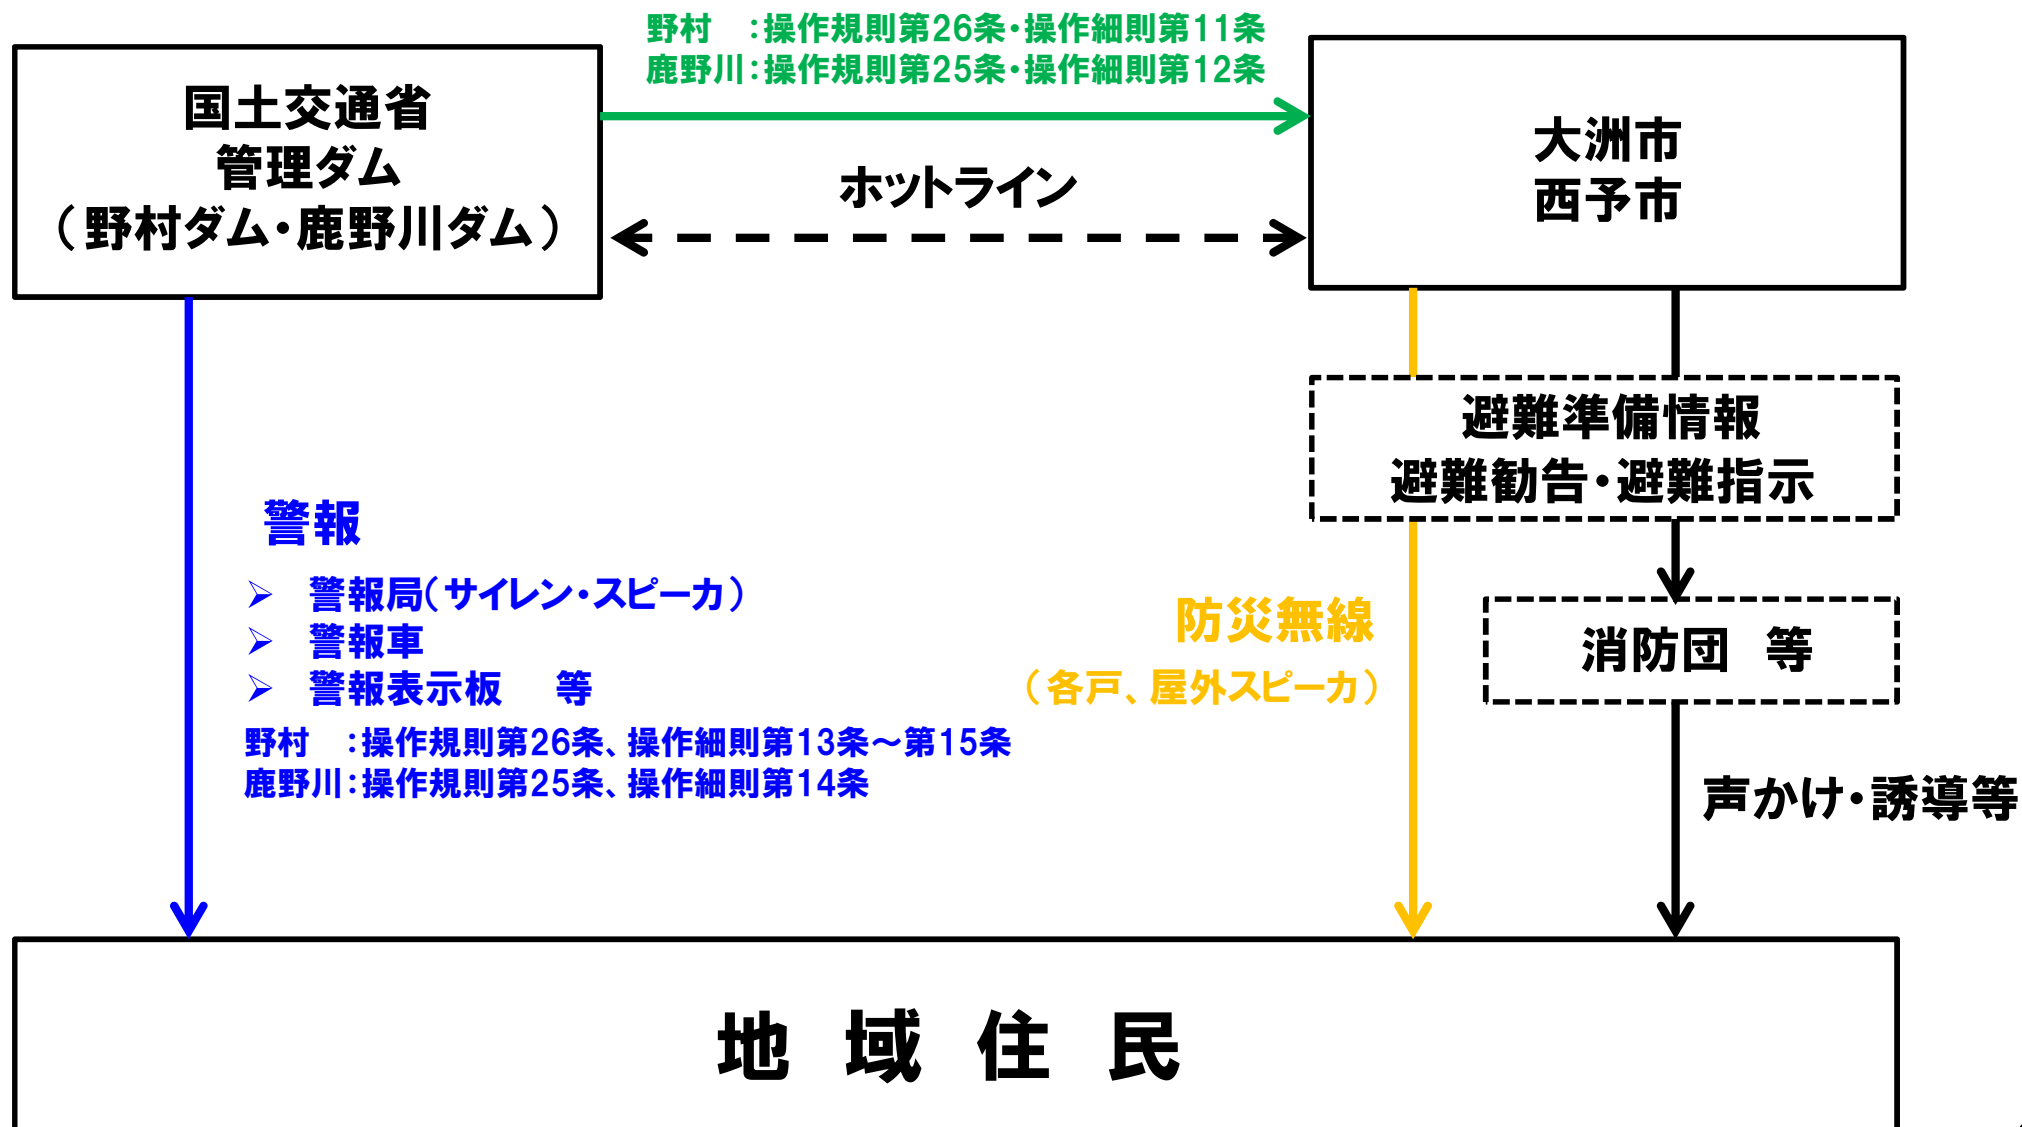 野村　：操作規則第26条・操作細則第11条
鹿野川：操作規則第25条・操作細則第12条
国土交通省
管理ダム
（野村ダム・鹿野川ダム）
ホットライン
大洲市
西予市
避難準備情報
避難勧告・避難指示
警報
➢ 警報局（サイレン・スピーカ）
➢ 警報車
➢ 警報表示板　等
野村　：操作規則第26条、操作細則第13条～第15条
鹿野川：操作規則第25条、操作細則第14条
防災無線
（各戸、屋外スピーカ）
消防団　等
声かけ・誘導等
地　域　住　民